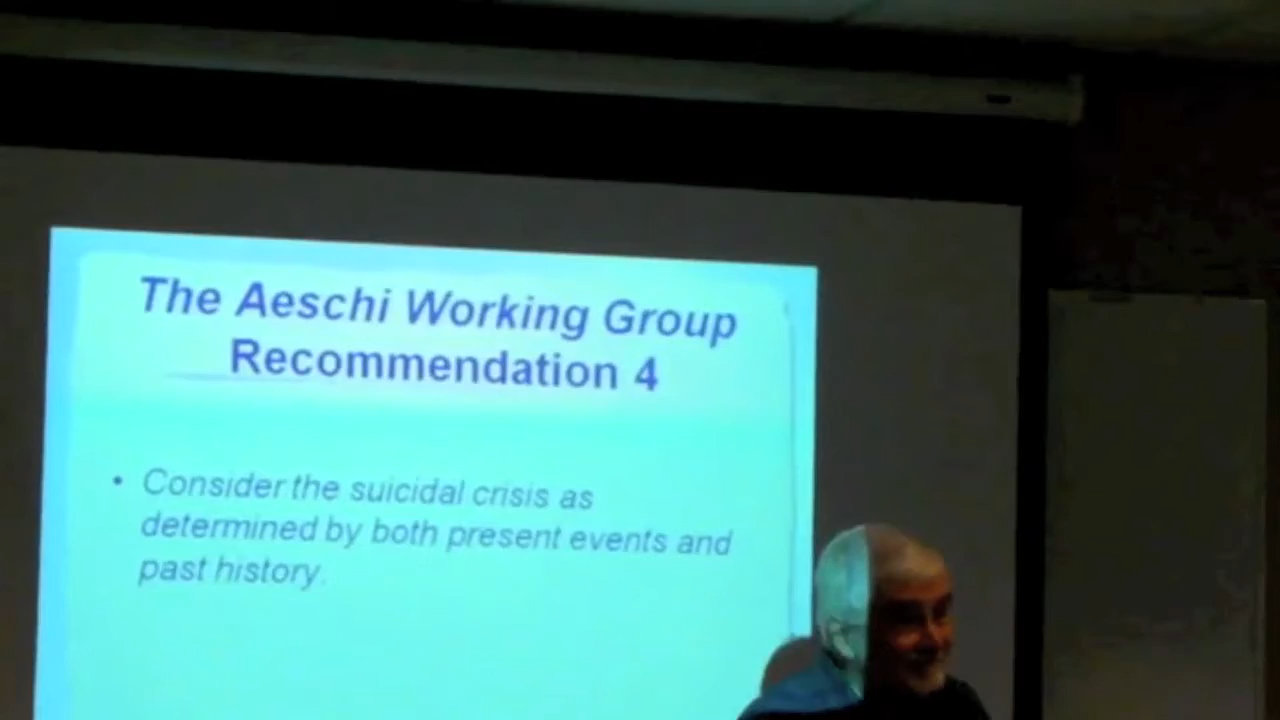 The Aeschi Working Group
Recommendation 4
• Consider the suicidal crisis as
determined by both present events and
past history.